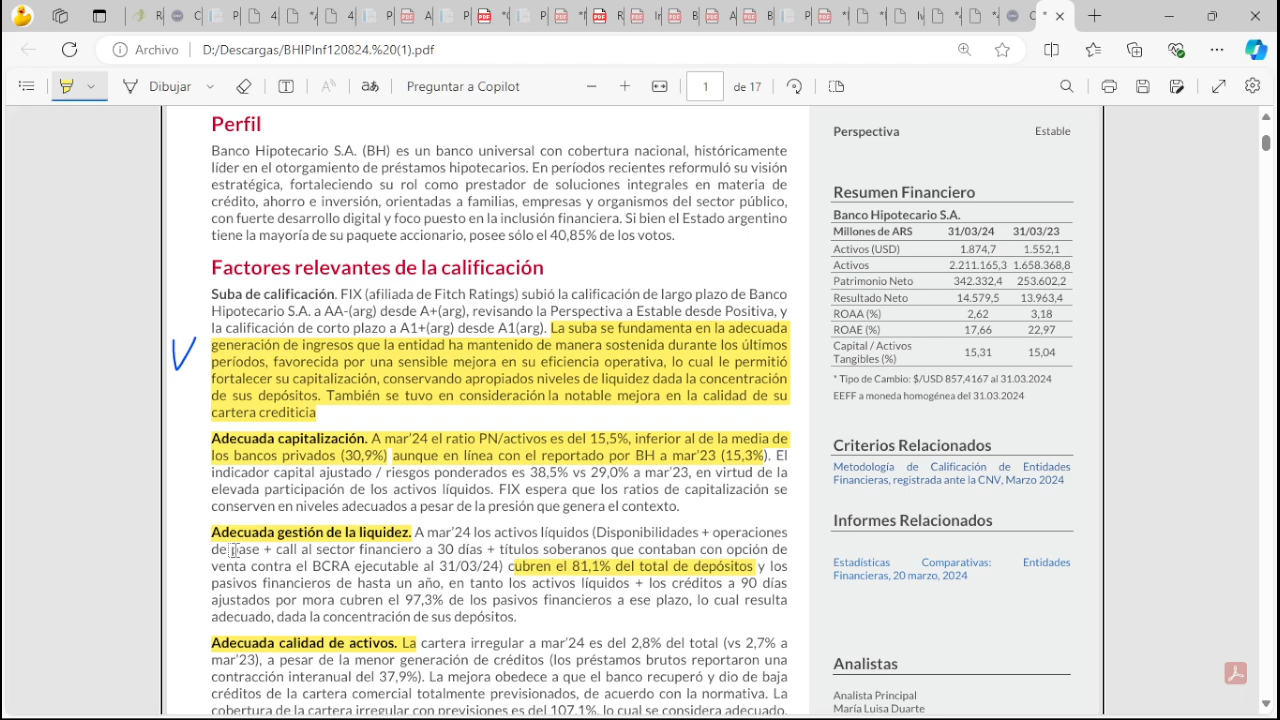 Archivo
D:/Descargas/BHIPInf120824.%20(1).pdf
Dibujar
Preguntar a Copilot
1
de 17
Perfil
Banco Hipotecario S.A. (BH) es un banco universal con cobertura nacional, históricamente
líder en el otorgamiento de préstamos hipotecarios. En períodos recientes reformuló su visión
estratégica, fortaleciendo su rol como prestador de soluciones integrales en materia de
crédito, ahorro e inversión, orientadas a familias, empresas y organismos del sector público,
con fuerte desarrollo digital y foco puesto en la inclusión financiera. Si bien el Estado argentino
tiene la mayoría de su paquete accionario, posee sólo el 40,85% de los votos.
Factores relevantes de la calificación
Suba de calificación. FIX (afiliada de Fitch Ratings) subió la calificación de largo plazo de Banco
Hipotecario S.A. a AA-(arg) desde A+(arg), revisando la Perspectiva a Estable desde Positiva, y
la calificación de corto plazo a A1+(arg) desde A1(arg). La suba se fundamenta en la adecuada
generación de ingresos que la entidad ha mantenido de manera sostenida durante los últimos
períodos, favorecida por una sensible mejora en su eficiencia operativa, lo cual le permitió
fortalecer su capitalización, conservando apropiados niveles de liquidez dada la concentración
de sus depósitos. También se tuvo en consideración la notable mejora en la calidad de su
cartera crediticia
Adecuada capitalización. A mar'24 el ratio PN/activos es del 15,5%, inferior al de la media de
los bancos privados (30,9%) aunque en línea con el reportado por BH a mar'23 (15,3%). El
indicador capital ajustado / riesgos ponderados es 38,5% vs 29,0% a mar'23, en virtud de la
elevada participación de los activos líquidos. FIX espera que los ratios de capitalización se
conserven en niveles adecuados a pesar de la presión que genera el contexto.
Adecuada gestión de la liquidez. A mar'24 los activos líquidos (Disponibilidades + operaciones
de pase + call al sector financiero a 30 días + títulos soberanos que contaban con opción de
venta contra el BCRA ejecutable al 31/03/24) cubren el 81,1% del total de depósitos y los
pasivos financieros de hasta un año, en tanto los activos líquidos + los créditos a 90 días
ajustados por mora cubren el 97,3% de los pasivos financieros a ese plazo, lo cual resulta
adecuado, dada la concentración de sus depósitos.
Adecuada calidad de activos. La cartera irregular a mar'24 es del 2,8% del total (vs 2,7% a
mar'23), a pesar de la menor generación de créditos (los préstamos brutos reportaron una
contracción interanual del 37,9%). La mejora obedece a que el banco recuperó y dio de baja
créditos de la cartera comercial totalmente previsionados, de acuerdo con la normativa. La
cobertura de la cartera irregular con previsiones es del 107,1%, lo cual se considera adecuado,
Perspectiva Estable
Resumen Financiero
Banco Hipotecario S.A.
Millones de ARS 31/03/24 31/03/23
Activos (USD) 1.874,7 1.552,1
Activos 2.211.165,3 1.658.368,8
Patrimonio Neto 342.332,4 253.602,2
Resultado Neto 14.579,5 13.963,4
ROAA (%) 2,62 3,18
ROAE (%) 17,66 22,97
Capital / Activos
Tangibles (%) 15,31 15,04
* Tipo de Cambio: $/USD 857,4167 al 31.03.2024
EEFF a moneda homogénea del 31.03.2024
Criterios Relacionados
Metodología de Calificación de Entidades
Financieras, registrada ante la CNV, Marzo 2024
Informes Relacionados
Estadísticas Comparativas: Entidades
Financieras, 20 marzo, 2024
Analistas
Analista Principal
María Luisa Duarte